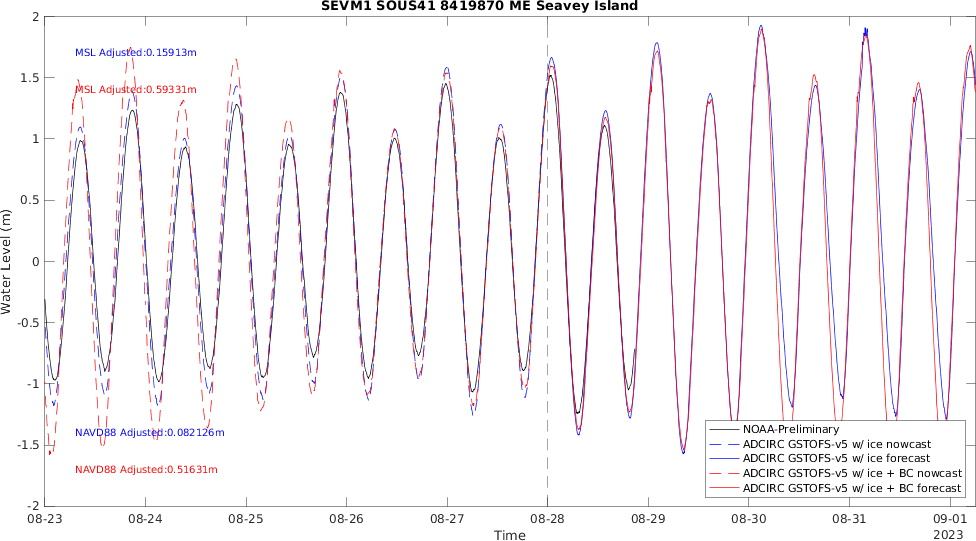 SEVM1 SOUS41 8419870 ME Seavey Island
2
MSL Adjusted:0.15913m
1.5
MSL Adjusted:0.59331m
1
0.5
0
-0.5
-1
-1.5
-2
Water Level (m)
NAVD88 Adjusted:0.082126m
NAVD88 Adjusted:0.51631m
NOAA-Preliminary
ADCIRC GSTOFS-v5 w/ ice nowcast
ADCIRC GSTOFS-v5 w/ ice forecast
ADCIRC GSTOFS-v5 w/ ice + BC nowcast
ADCIRC GSTOFS-v5 w/ ice + BC forecast
08-23 08-24 08-25 08-26 08-27 08-28 08-29 08-30 08-31 09-01
Time
2023